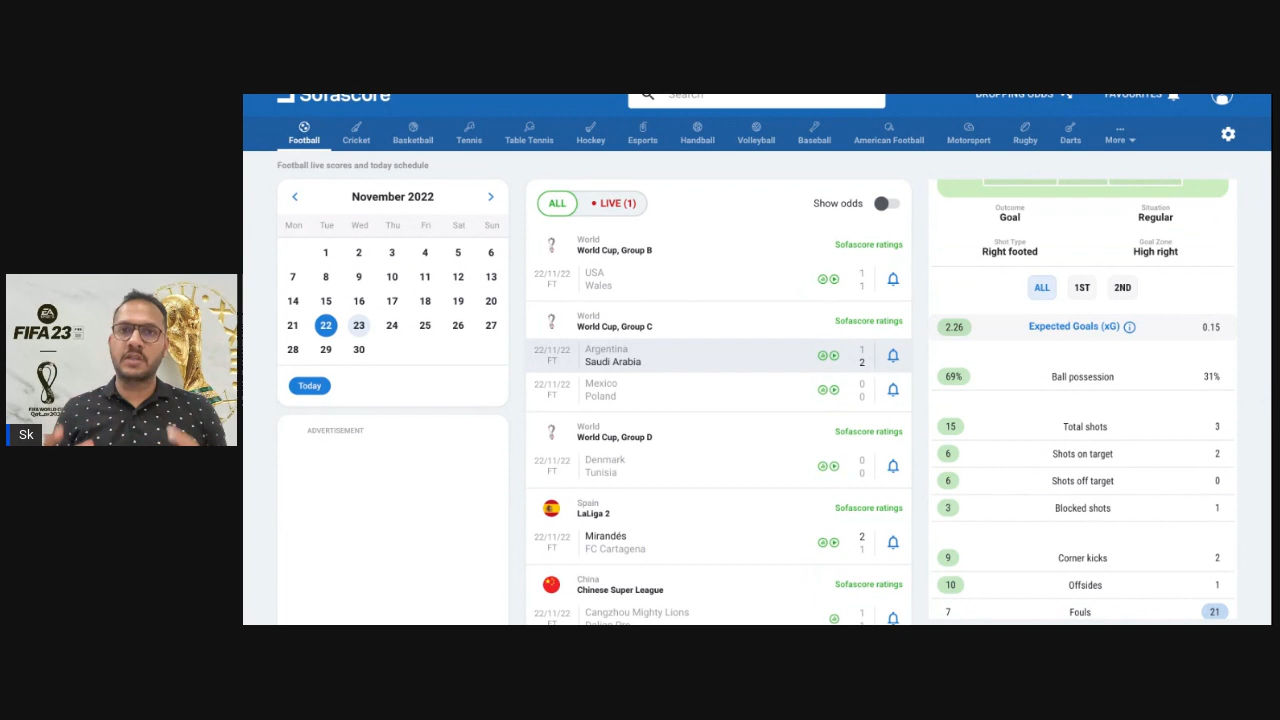 Sofascore
Search
DROPPING ODDS
FAVOURITES
Football
Cricket
Basketball
Tennis
Table Tennis
Hockey
Esports
Handball
Volleyball
Baseball
American Football
Motorsport
Rugby
Darts
More
Football live scores and today schedule
November 2022
Mon Tue Wed Thu Fri Sat Sun
1 2 3 4 5 6
7 8 9 10 11 12 13
14 15 16 17 18 19 20
21 22 23 24 25 26 27
28 29 30
Today
ADVERTISEMENT
ALL
LIVE (1)
Show odds
World
World Cup, Group B
Sofascore ratings
22/11/22 USA 1
FT Wales 1
World
World Cup, Group C
Sofascore ratings
22/11/22 Argentina 1
FT Saudi Arabia 2
22/11/22 Mexico 0
FT Poland 0
World
World Cup, Group D
Sofascore ratings
22/11/22 Denmark 0
FT Tunisia 0
Spain
LaLiga 2
Sofascore ratings
22/11/22 Mirandés 2
FT FC Cartagena 1
China
Chinese Super League
Sofascore ratings
22/11/22 Cangzhou Mighty Lions 1
Outcome
Goal
Situation
Regular
Shot Type
Right footed
Goal Zone
High right
ALL 1ST 2ND
2.26 Expected Goals (xG) 0.15
69% Ball possession 31%
15 Total shots 3
6 Shots on target 2
6 Shots off target 0
3 Blocked shots 1
9 Corner kicks 2
10 Offsides 1
7 Fouls 21
EA
SPORTS
FIFA 23
FIFA WORLD CUP
Qatar2022
Sk